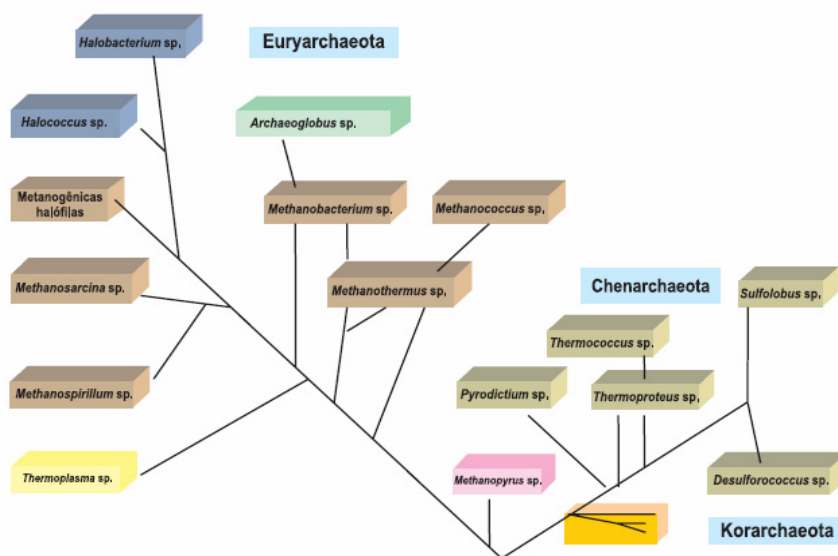 Halobacterium sp.
Euryarchaeota
Halococcus sp.
Archaeoglobus sp.
Metanogênicas
halófilas
Methanobacterium sp.
Methanococcus sp.
Methanosarcina sp.
Methanothermus sp.
Chenarchaeota
Sulfolobus sp.
Thermococcus sp.
Methanospirillum sp.
Pyrodictium sp.
Thermoproteus sp.
Thermoplasma sp.
Methanopyrus sp.
Desulforococcus sp.
Korarchaeota